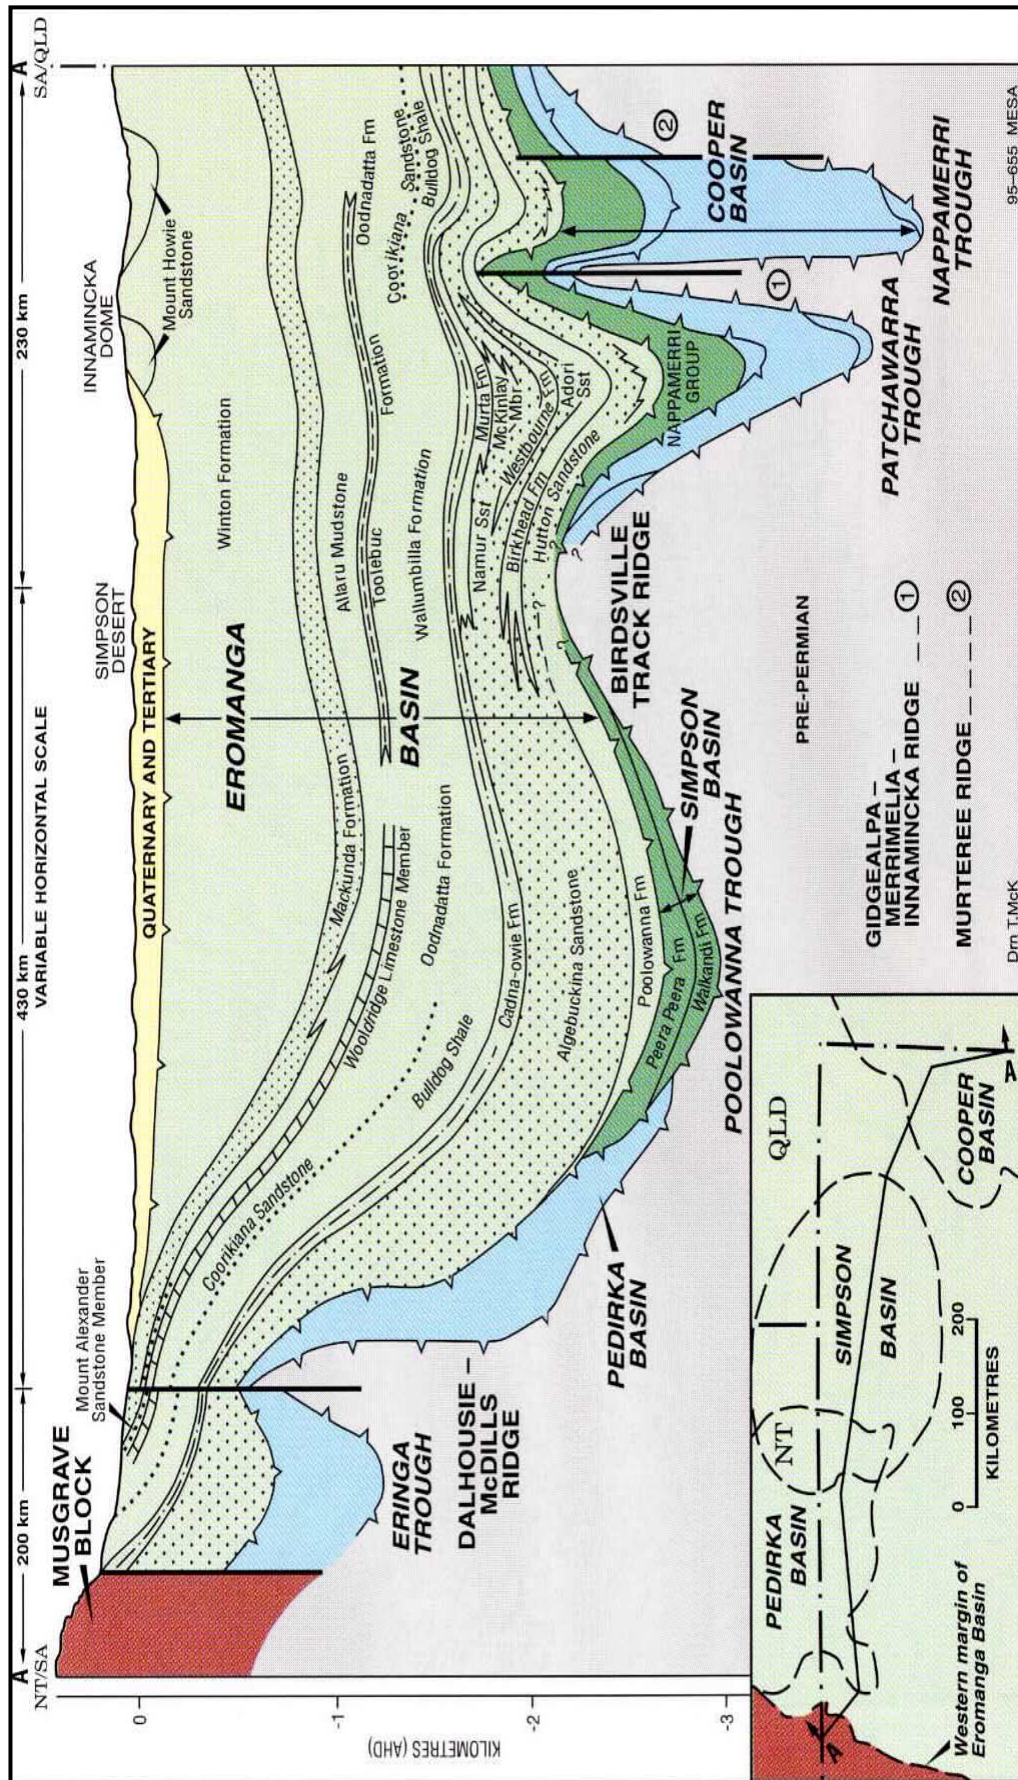 A
NT/SA
200 km
430 km
VARIABLE HORIZONTAL SCALE
230 km
A
SA/QLD
MUSGRAVE
BLOCK
Mount Alexander
Sandstone Member
SIMPSON
DESERT
INNAMINCKA
DOME
Mount Howie
Sandstone
QUATERNARY AND TERTIARY
0
-1
-2
-3
KILOMETRES (AHD)
EROMANGA
BASIN
Winton Formation
Mackunda Formation
Allaru Mudstone
Toolebuc
Formation
Oodnadatta Fm
Wooldridge Limestone Member
Oodnadatta Formation
Coorikiana Sandstone
Coorikiana
Sandstone
Bulldog Shale
Bulldog Shale
Wallumbilla Formation
Cadna-owie Fm
Murta Fm
McKinlay
Mbr
Namur Sst
Westbourne Fm
Adori
Sst
Birkhead Fm
Hutton Sandstone
?
?
?
?
Algebuckina Sandstone
Poolowanna Fm
Peera Peera Fm
Walkandi Fm
NAPPAMERRI
GROUP
ERINGA
TROUGH
DALHOUSIE –
McDILLS
RIDGE
PEDIRKA
BASIN
POOLOWANNA TROUGH
SIMPSON
BASIN
BIRDSVILLE
TRACK RIDGE
COOPER
BASIN
1
2
PATCHAWARRA
TROUGH
NAPPAMERRI
TROUGH
PRE-PERMIAN
GIDGEALPA –
MERRIMELIA –
INNAMINCKA RIDGE – – 1
MURTEREE RIDGE – – – – 2
Drn T.McK
95–655 MESA
PEDIRKA
BASIN
NT
QLD
SIMPSON
BASIN
COOPER
BASIN
A
A
Western margin of
Eromanga Basin
0
100
200
KILOMETRES